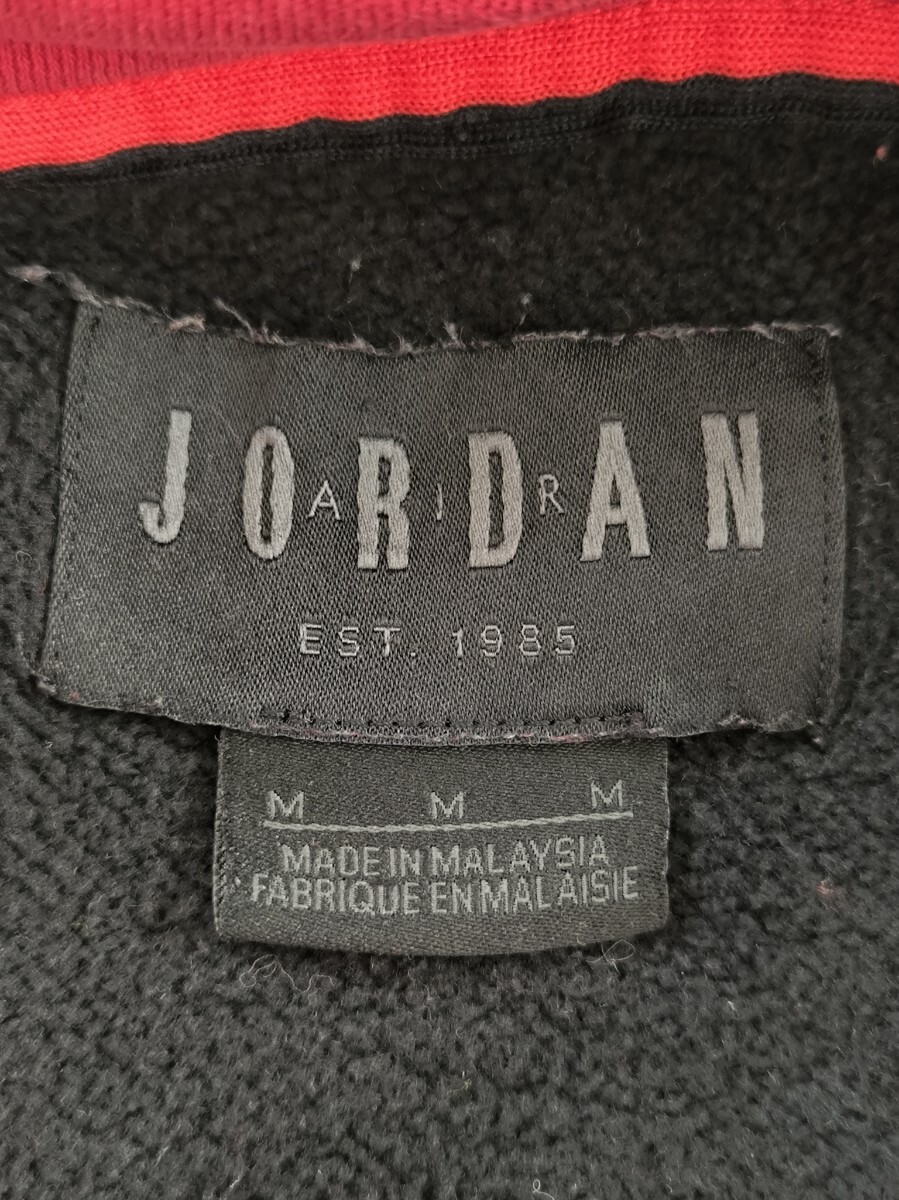 JORDAN
AIR
EST. 1985
M M M
MADE IN MALAYSIA
FABRIQUE EN MALAISIE